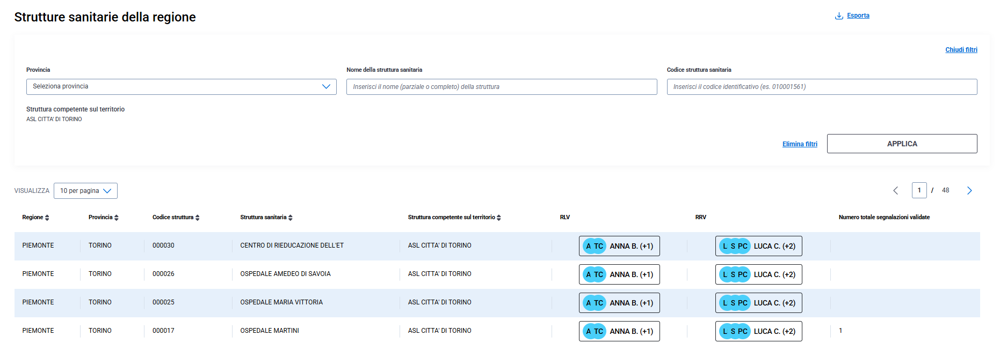 Strutture sanitarie della regione
Esporta
Chiudi filtri
Provincia Nome della struttura sanitaria Codice struttura sanitaria
Seleziona provincia Inserisci il nome (parziale o completo) della struttura Inserisci il codice identificativo (es. 010001561)
Struttura competente sul territorio
ASL CITTA' DI TORINO
Elimina filtri APPLICA
VISUALIZZA 10 per pagina 1 / 48
Regione Provincia Codice struttura Struttura sanitaria Struttura competente sul territorio RLV RRV Numero totale segnalazioni validate
PIEMONTE TORINO 000030 CENTRO DI RIEDUCAZIONE DELL'ET ASL CITTA' DI TORINO A TC ANNA B. (+1) L S PC LUCA C. (+2)
PIEMONTE TORINO 000026 OSPEDALE AMEDEO DI SAVOIA ASL CITTA' DI TORINO A TC ANNA B. (+1) L S PC LUCA C. (+2)
PIEMONTE TORINO 000025 OSPEDALE MARIA VITTORIA ASL CITTA' DI TORINO A TC ANNA B. (+1) L S PC LUCA C. (+2)
PIEMONTE TORINO 000017 OSPEDALE MARTINI ASL CITTA' DI TORINO A TC ANNA B. (+1) L S PC LUCA C. (+2) 1